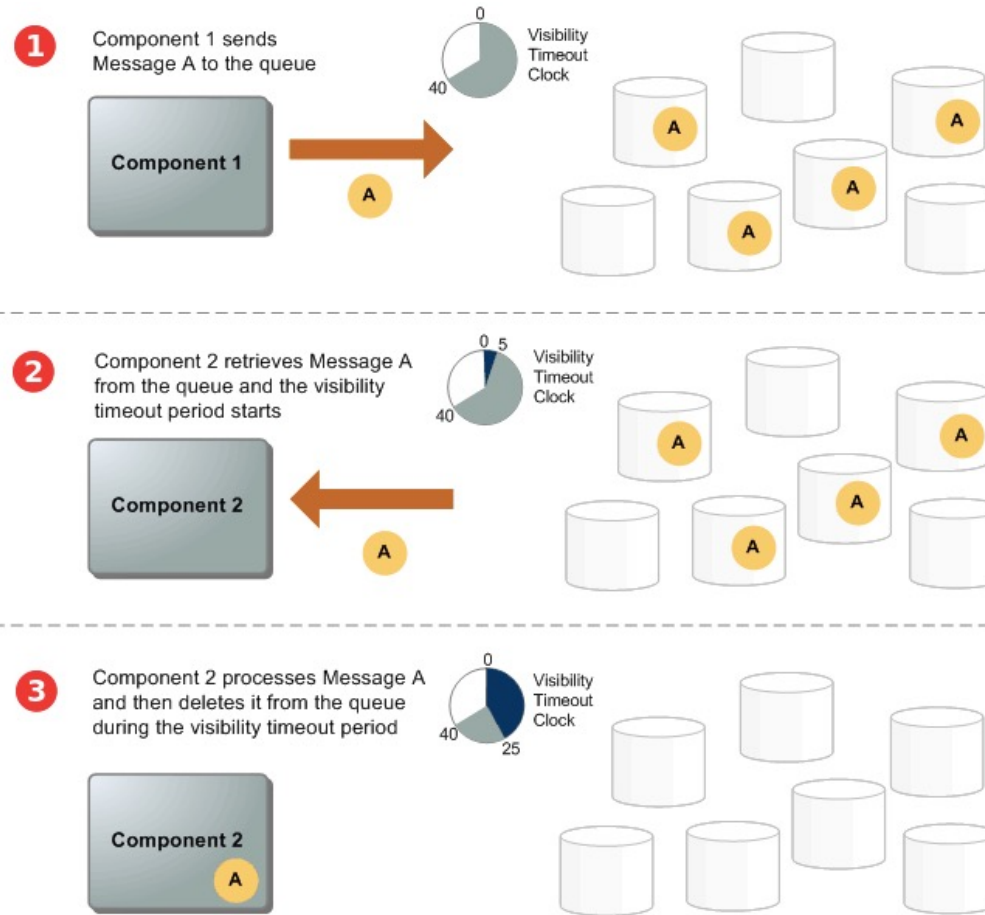 1
Component 1 sends
Message A to the queue
0
40
Visibility
Timeout
Clock
Component 1
A
A
A
A
A
2
Component 2 retrieves Message A
from the queue and the visibility
timeout period starts
0 5
40
Visibility
Timeout
Clock
Component 2
A
A
A
A
A
3
Component 2 processes Message A
and then deletes it from the queue
during the visibility timeout period
0
40
25
Visibility
Timeout
Clock
Component 2
A